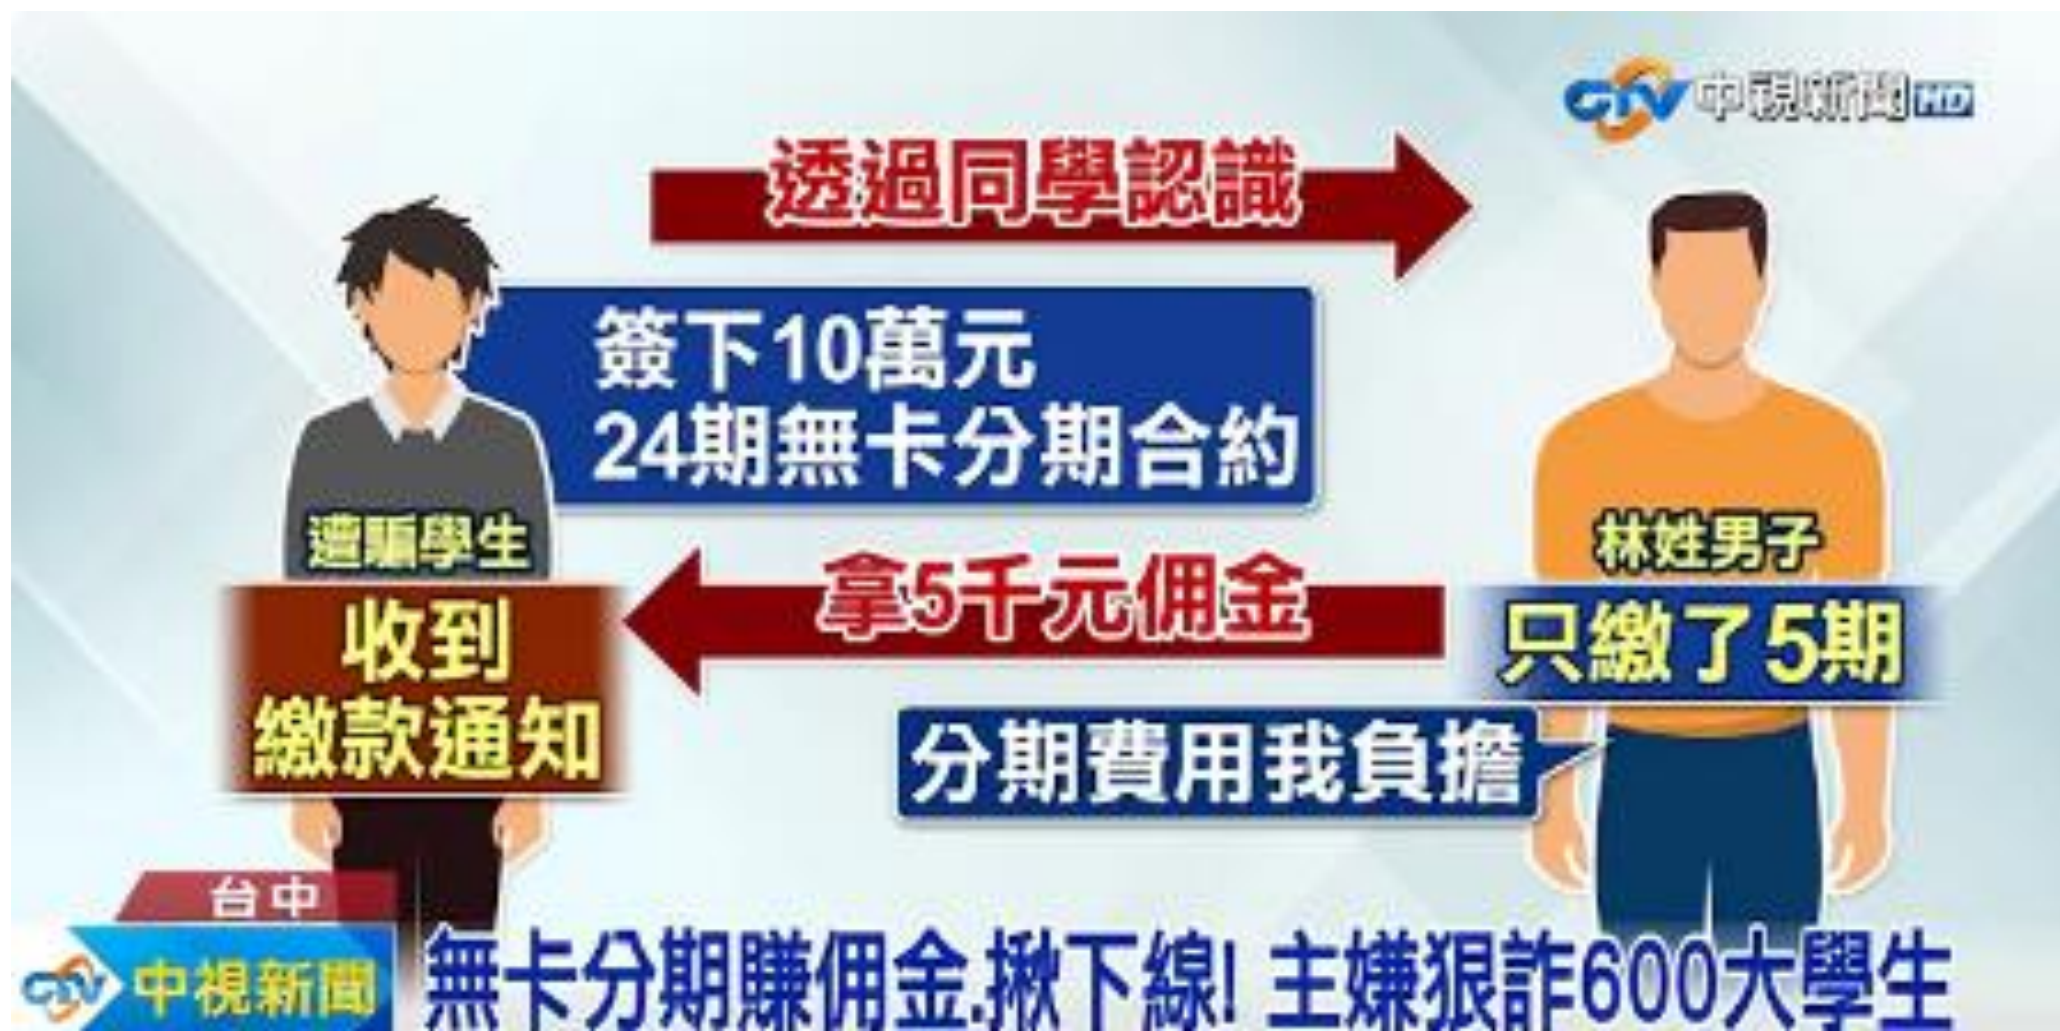 CTV 中視新聞 HD
透過同學認識
簽下10萬元
24期無卡分期合約
遭騙學生
林姓男子
拿5千元佣金
只繳了5期
收到
繳款通知
分期費用我負擔
台中
CTV 中視新聞
無卡分期賺佣金.揪下線! 主嫌狠詐600大學生